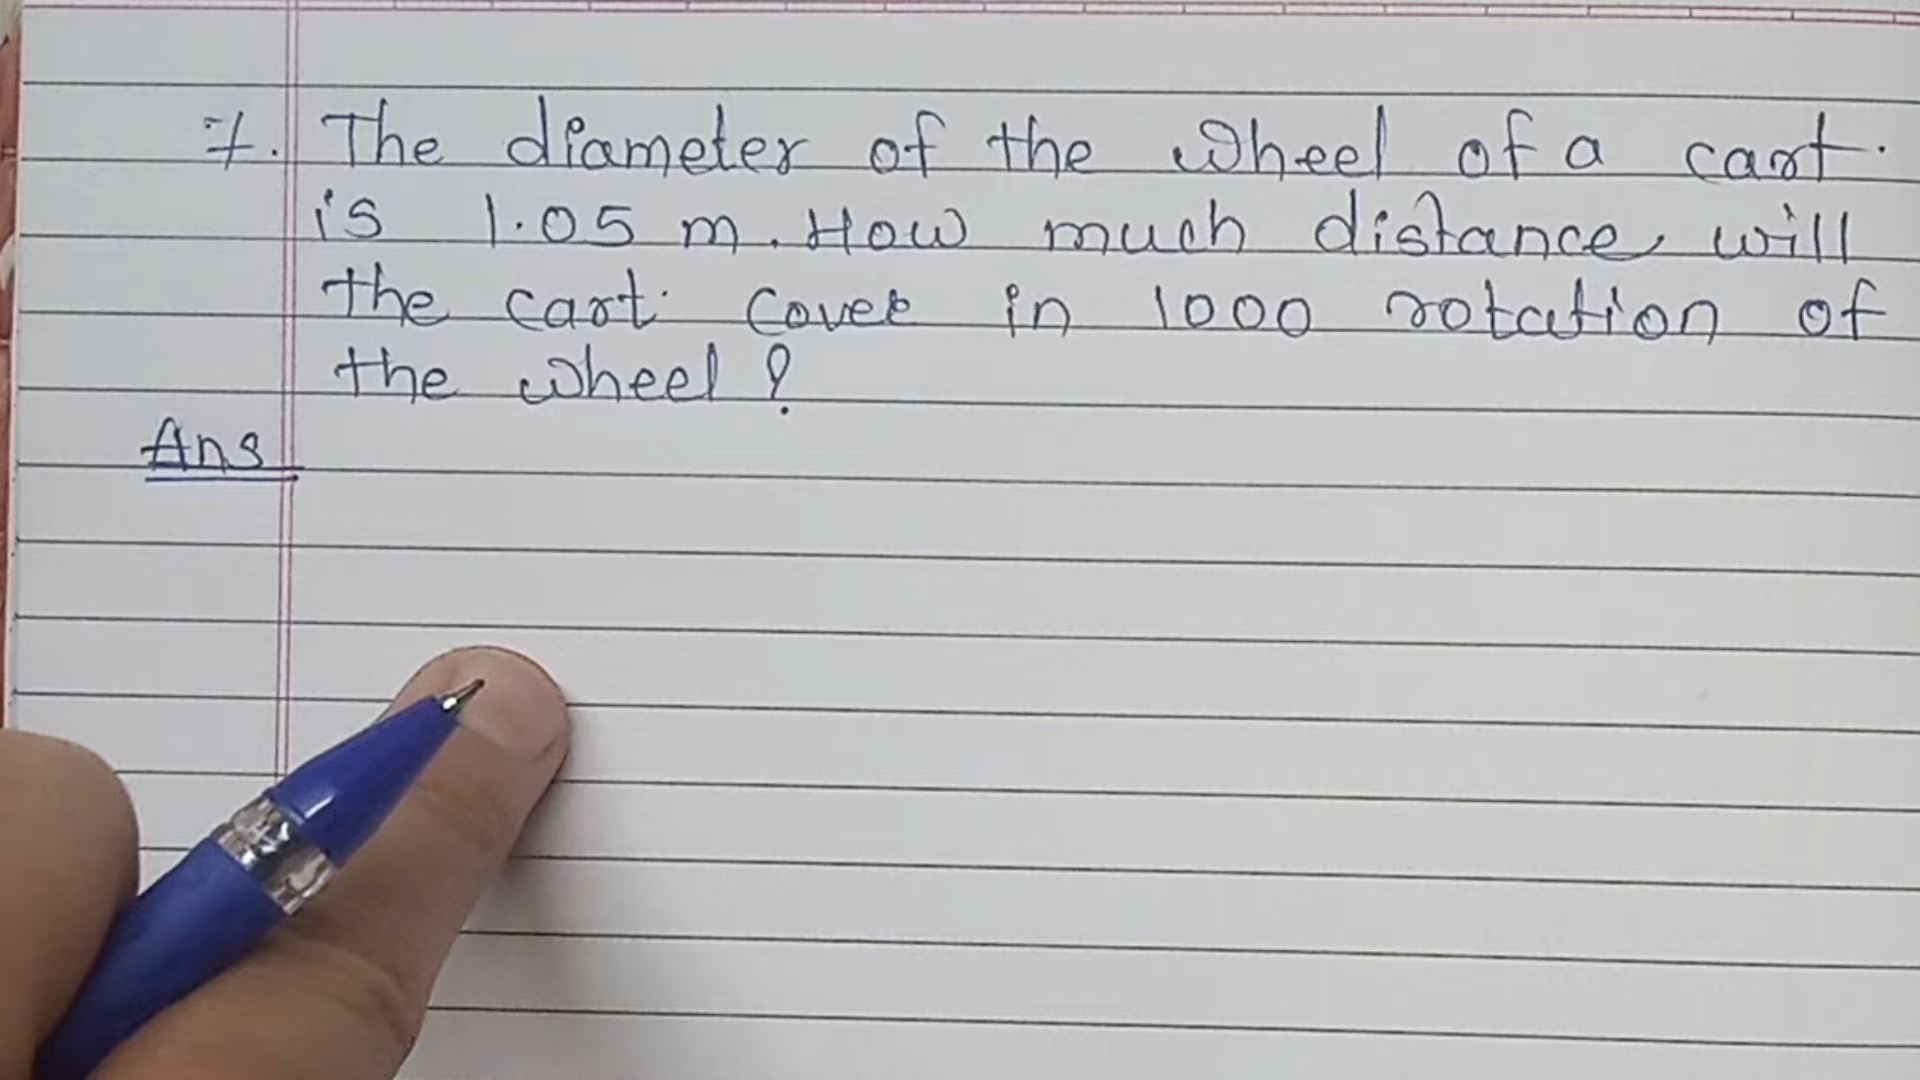 7. The diameter of the wheel of a cart
is 1.05 m. How much distance will
the cart cover in 1000 rotation of
the wheel ?
Ans